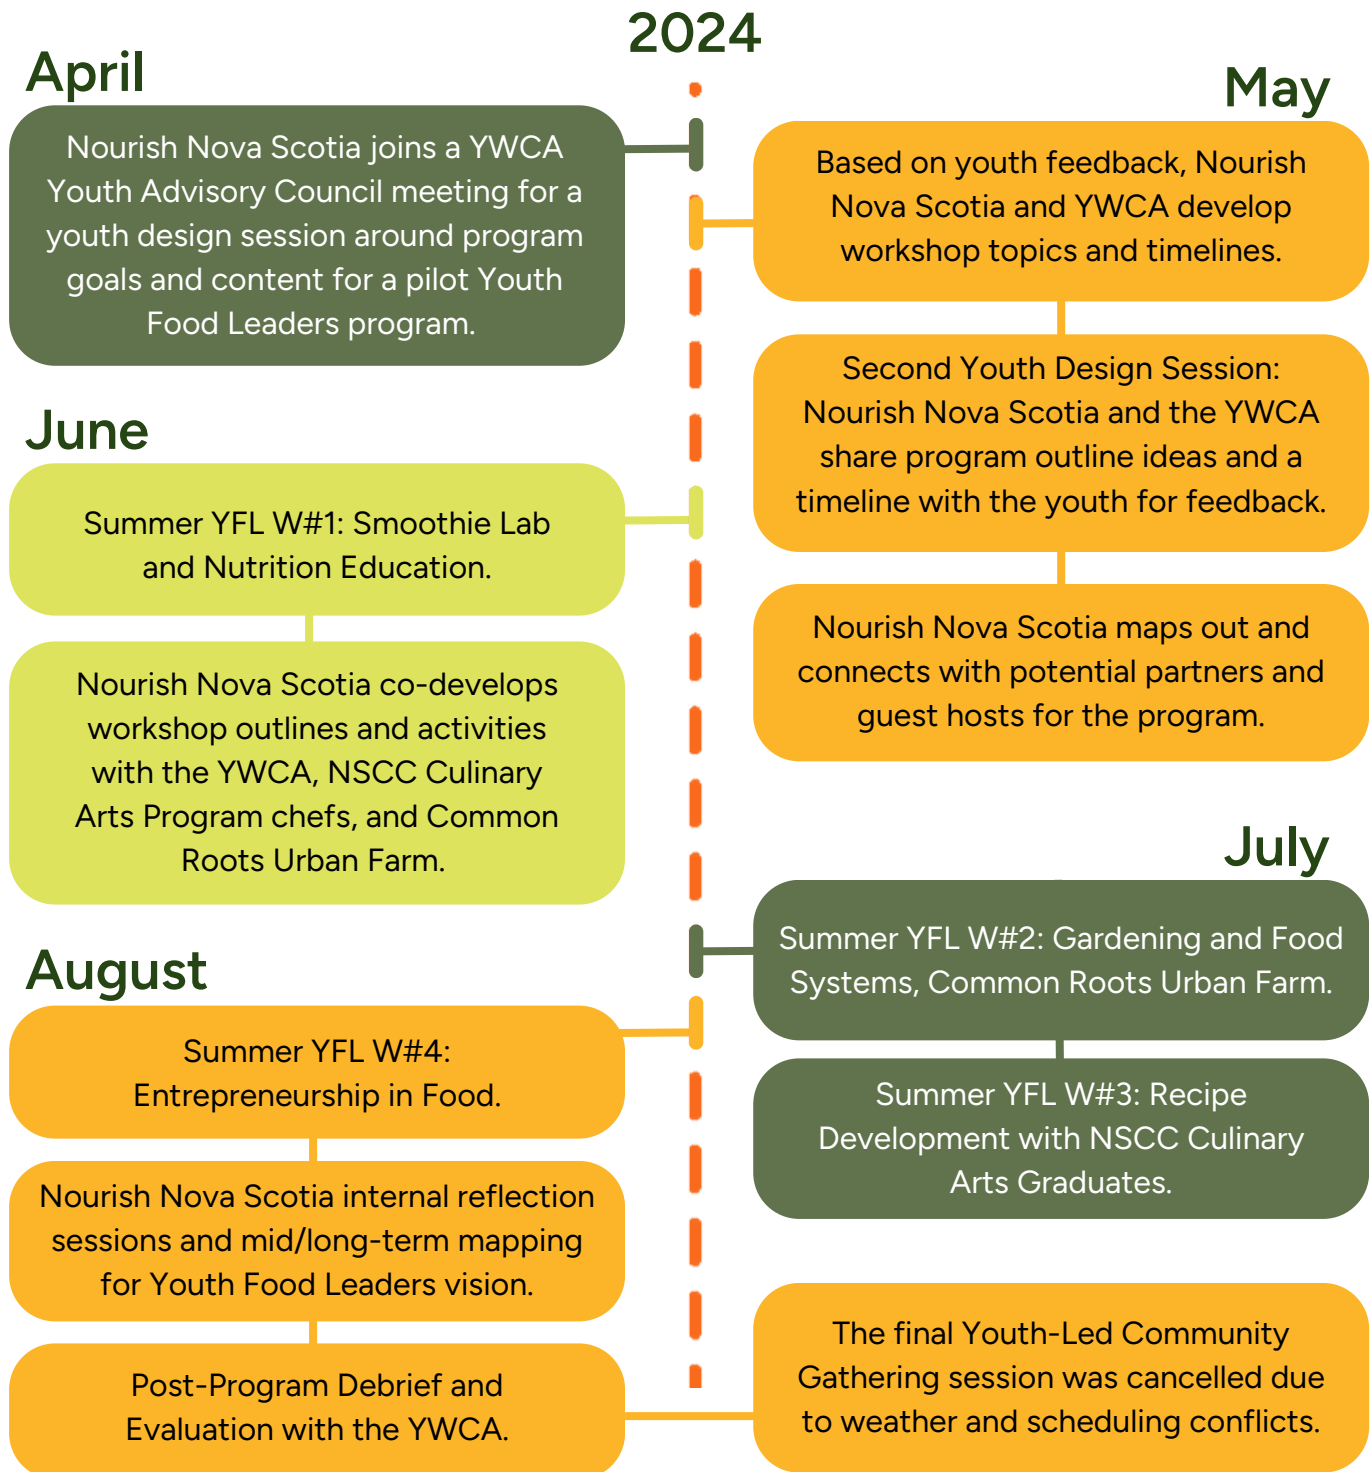 2024
April
Nourish Nova Scotia joins a YWCA
Youth Advisory Council meeting for a
youth design session around program
goals and content for a pilot Youth
Food Leaders program.
May
Based on youth feedback, Nourish
Nova Scotia and YWCA develop
workshop topics and timelines.
Second Youth Design Session:
Nourish Nova Scotia and the YWCA
share program outline ideas and a
timeline with the youth for feedback.
Nourish Nova Scotia maps out and
connects with potential partners and
guest hosts for the program.
June
Summer YFL W#1: Smoothie Lab
and Nutrition Education.
Nourish Nova Scotia co-develops
workshop outlines and activities
with the YWCA, NSCC Culinary
Arts Program chefs, and Common
Roots Urban Farm.
July
Summer YFL W#2: Gardening and Food
Systems, Common Roots Urban Farm.
Summer YFL W#3: Recipe
Development with NSCC Culinary
Arts Graduates.
August
Summer YFL W#4:
Entrepreneurship in Food.
Nourish Nova Scotia internal reflection
sessions and mid/long-term mapping
for Youth Food Leaders vision.
Post-Program Debrief and
Evaluation with the YWCA.
The final Youth-Led Community
Gathering session was cancelled due
to weather and scheduling conflicts.